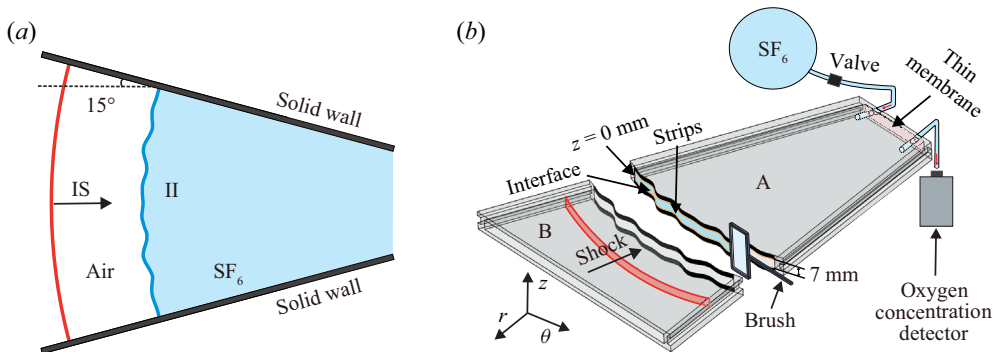 (a)
15°
Solid wall
IS
II
Air
SF6
Solid wall
(b)
SF6
Valve
Thin
membrane
z = 0 mm
Strips
Interface
A
B
Shock
7 mm
z
r
θ
Brush
Oxygen
concentration
detector